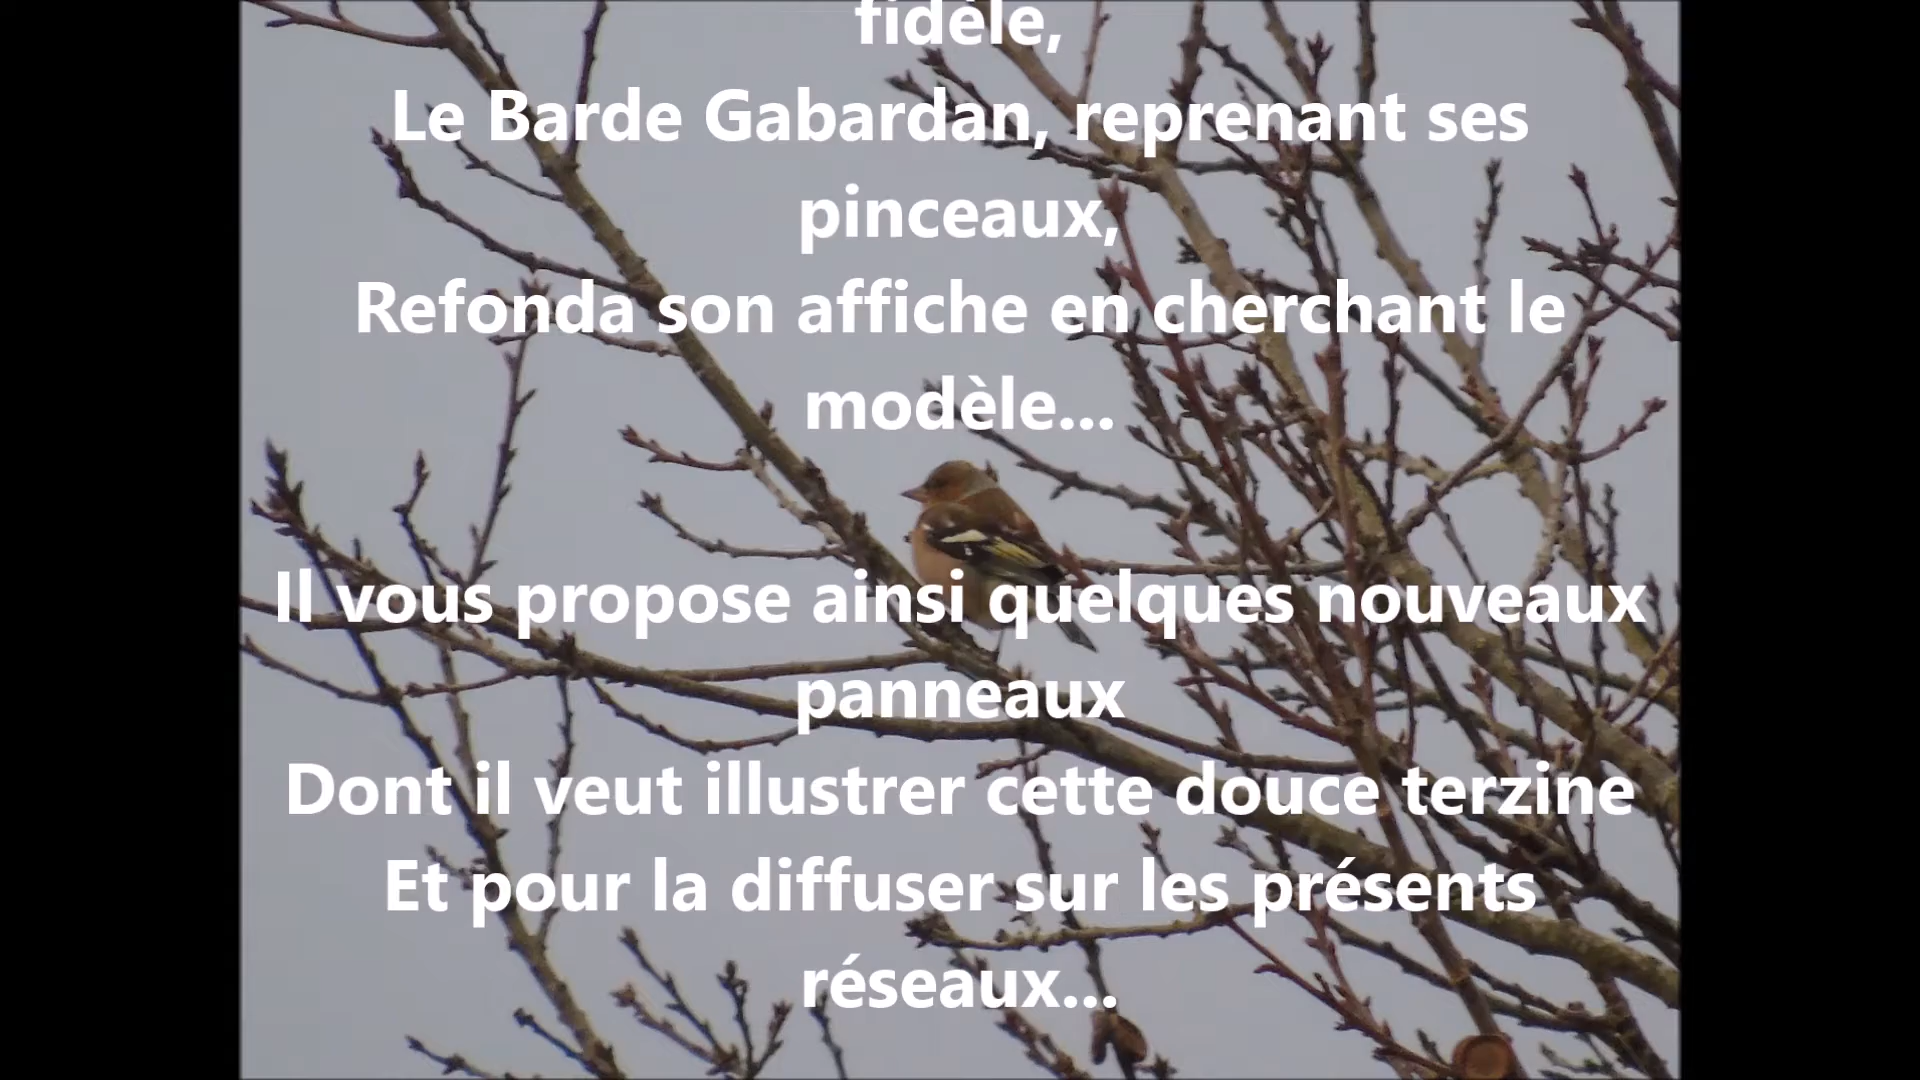 fidèle,
Le Barde Gabardan, reprenant ses
pinceaux,
Refonda son affiche en cherchant le
modèle...
Il vous propose ainsi quelques nouveaux
panneaux
Dont il veut illustrer cette douce terzine
Et pour la diffuser sur les présents
réseaux...